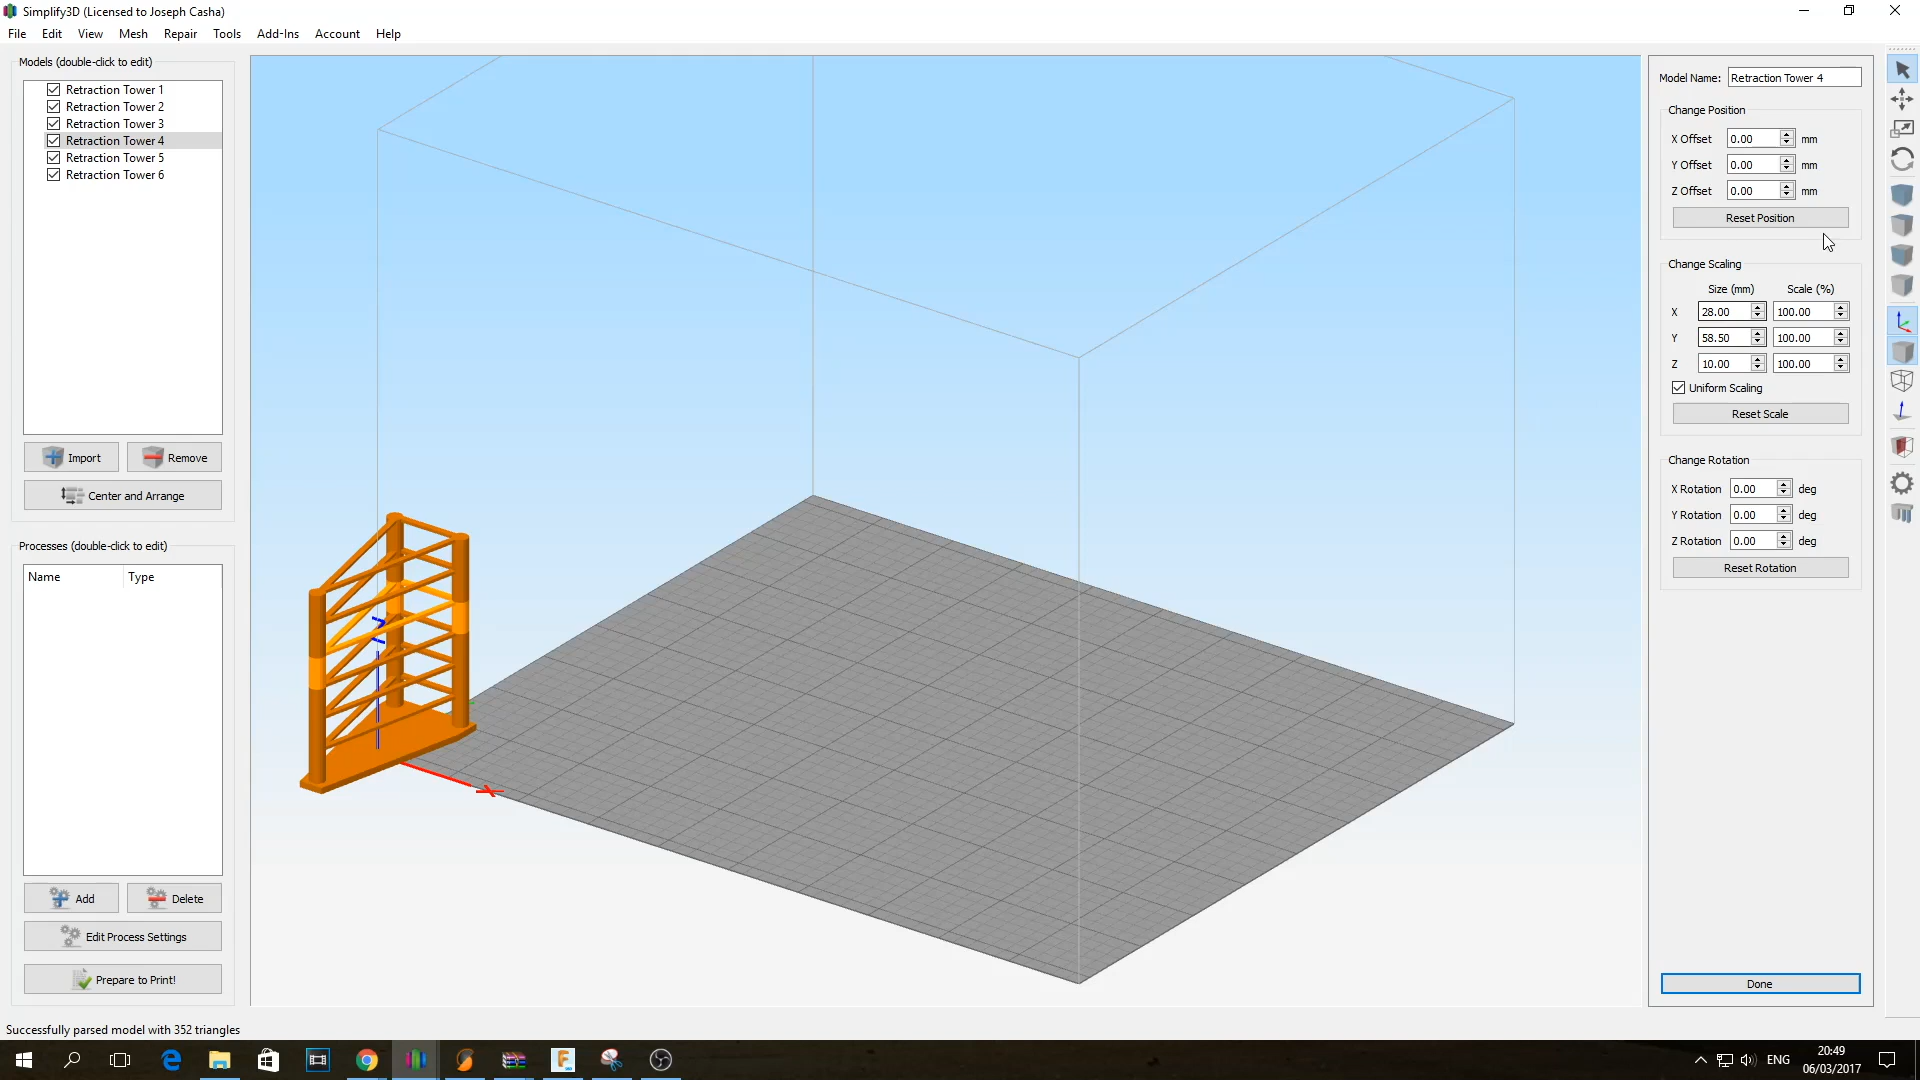 Simplify3D (Licensed to Joseph Casha)
File Edit View Mesh Repair Tools Add-Ins Account Help
Models (double-click to edit)
Retraction Tower 1
Retraction Tower 2
Retraction Tower 3
Retraction Tower 4
Retraction Tower 5
Retraction Tower 6
Import Remove
Center and Arrange
Processes (double-click to edit)
Name Type
Add Delete
Edit Process Settings
Prepare to Print!
Successfully parsed model with 352 triangles
X
Model Name: Retraction Tower 4
Change Position
X Offset 0.00 mm
Y Offset 0.00 mm
Z Offset 0.00 mm
Reset Position
Change Scaling
Size (mm) Scale (%)
X 28.00 100.00
Y 58.50 100.00
Z 10.00 100.00
Uniform Scaling
Reset Scale
Change Rotation
X Rotation 0.00 deg
Y Rotation 0.00 deg
Z Rotation 0.00 deg
Reset Rotation
Done
ENG
20:49
06/03/2017